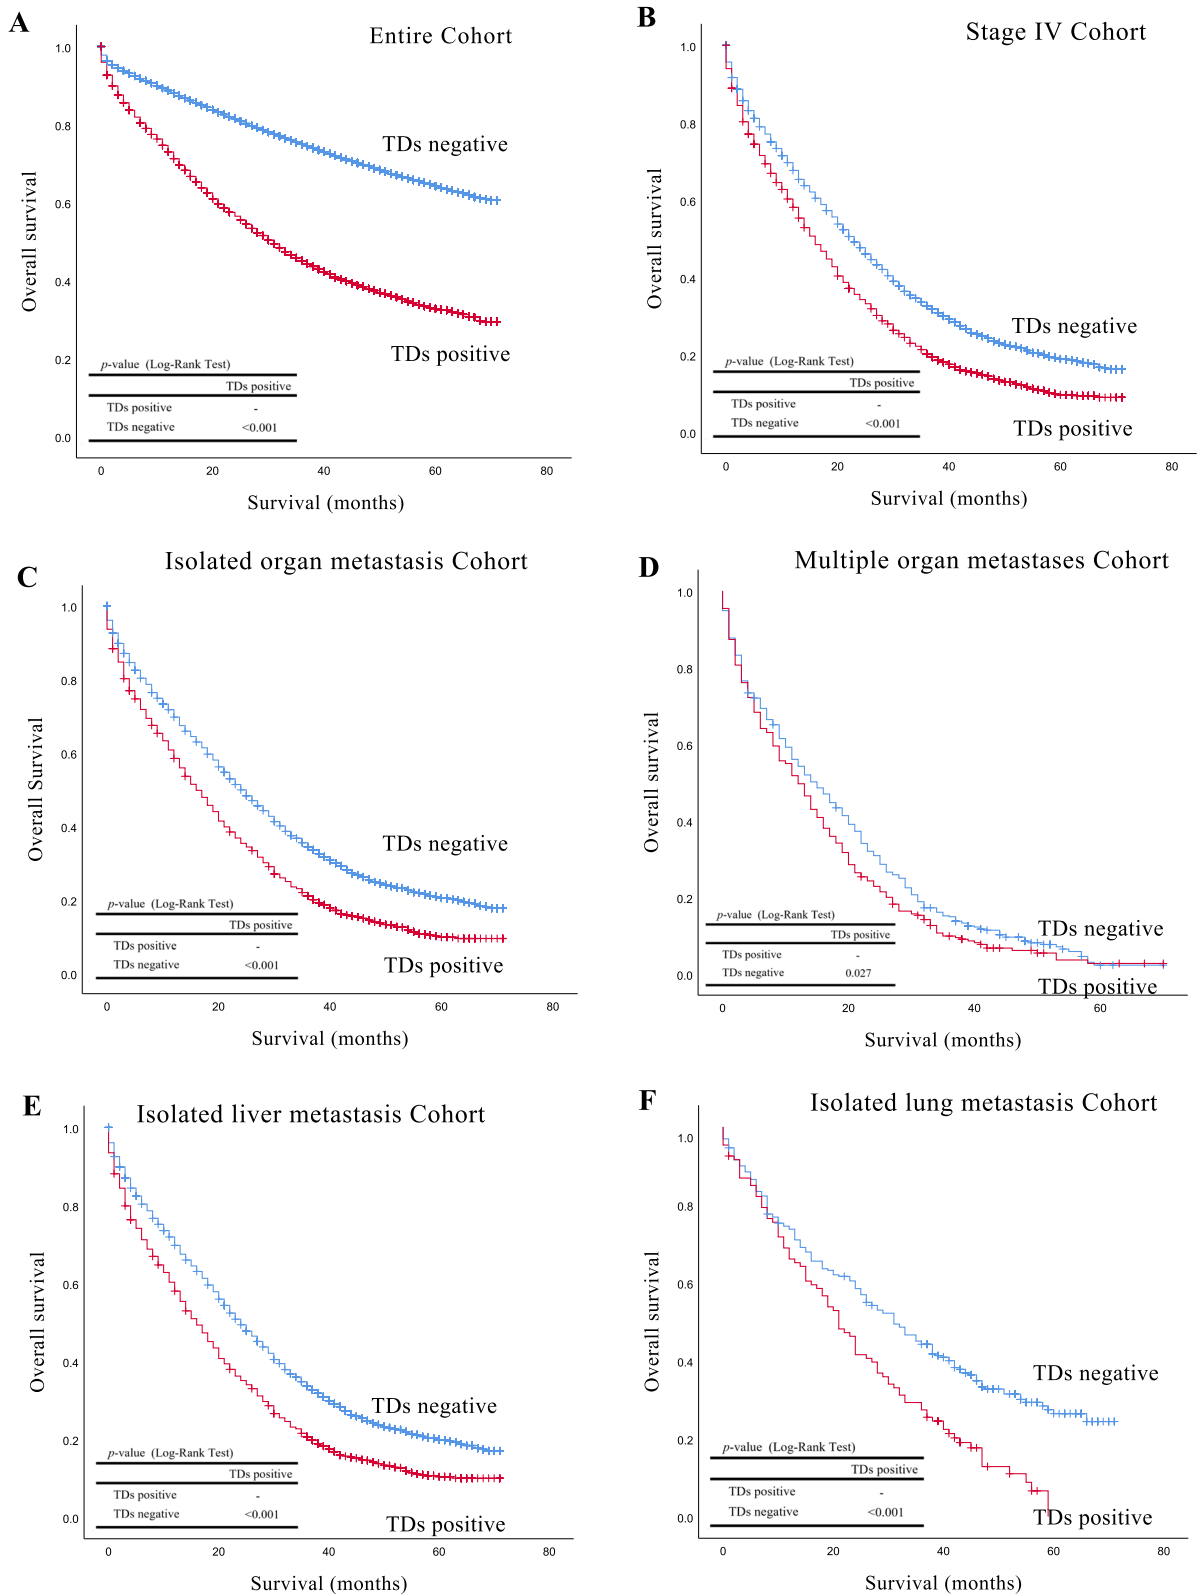 A
Entire Cohort
Overall survival
1.0
0.8
0.6
0.4
0.2
0.0
TDs negative
TDs positive
p-value (Log-Rank Test)
TDs positive
TDs positive -
TDs negative <0.001
0 20 40 60 80
Survival (months)
B
Stage IV Cohort
Overall survival
1.0
0.8
0.6
0.4
0.2
0.0
TDs negative
TDs positive
p-value (Log-Rank Test)
TDs positive
TDs positive -
TDs negative <0.001
0 20 40 60 80
Survival (months)
C
Isolated organ metastasis Cohort
Overall Survival
1.0
0.8
0.6
0.4
0.2
0.0
TDs negative
TDs positive
p-value (Log-Rank Test)
TDs positive
TDs positive -
TDs negative <0.001
0 20 40 60 80
Survival (months)
D
Multiple organ metastases Cohort
Overall survival
1.0
0.8
0.6
0.4
0.2
0.0
TDs negative
TDs positive
p-value (Log-Rank Test)
TDs positive
TDs positive -
TDs negative 0.027
0 20 40 60
Survival (months)
E
Isolated liver metastasis Cohort
Overall survival
1.0
0.8
0.6
0.4
0.2
0.0
TDs negative
TDs positive
p-value (Log-Rank Test)
TDs positive
TDs positive -
TDs negative <0.001
0 20 40 60 80
Survival (months)
F
Isolated lung metastasis Cohort
Overall survival
1.0
0.8
0.6
0.4
0.2
0.0
TDs negative
TDs positive
p-value (Log-Rank Test)
TDs positive
TDs positive -
TDs negative <0.001
0 20 40 60 80
Survival (months)